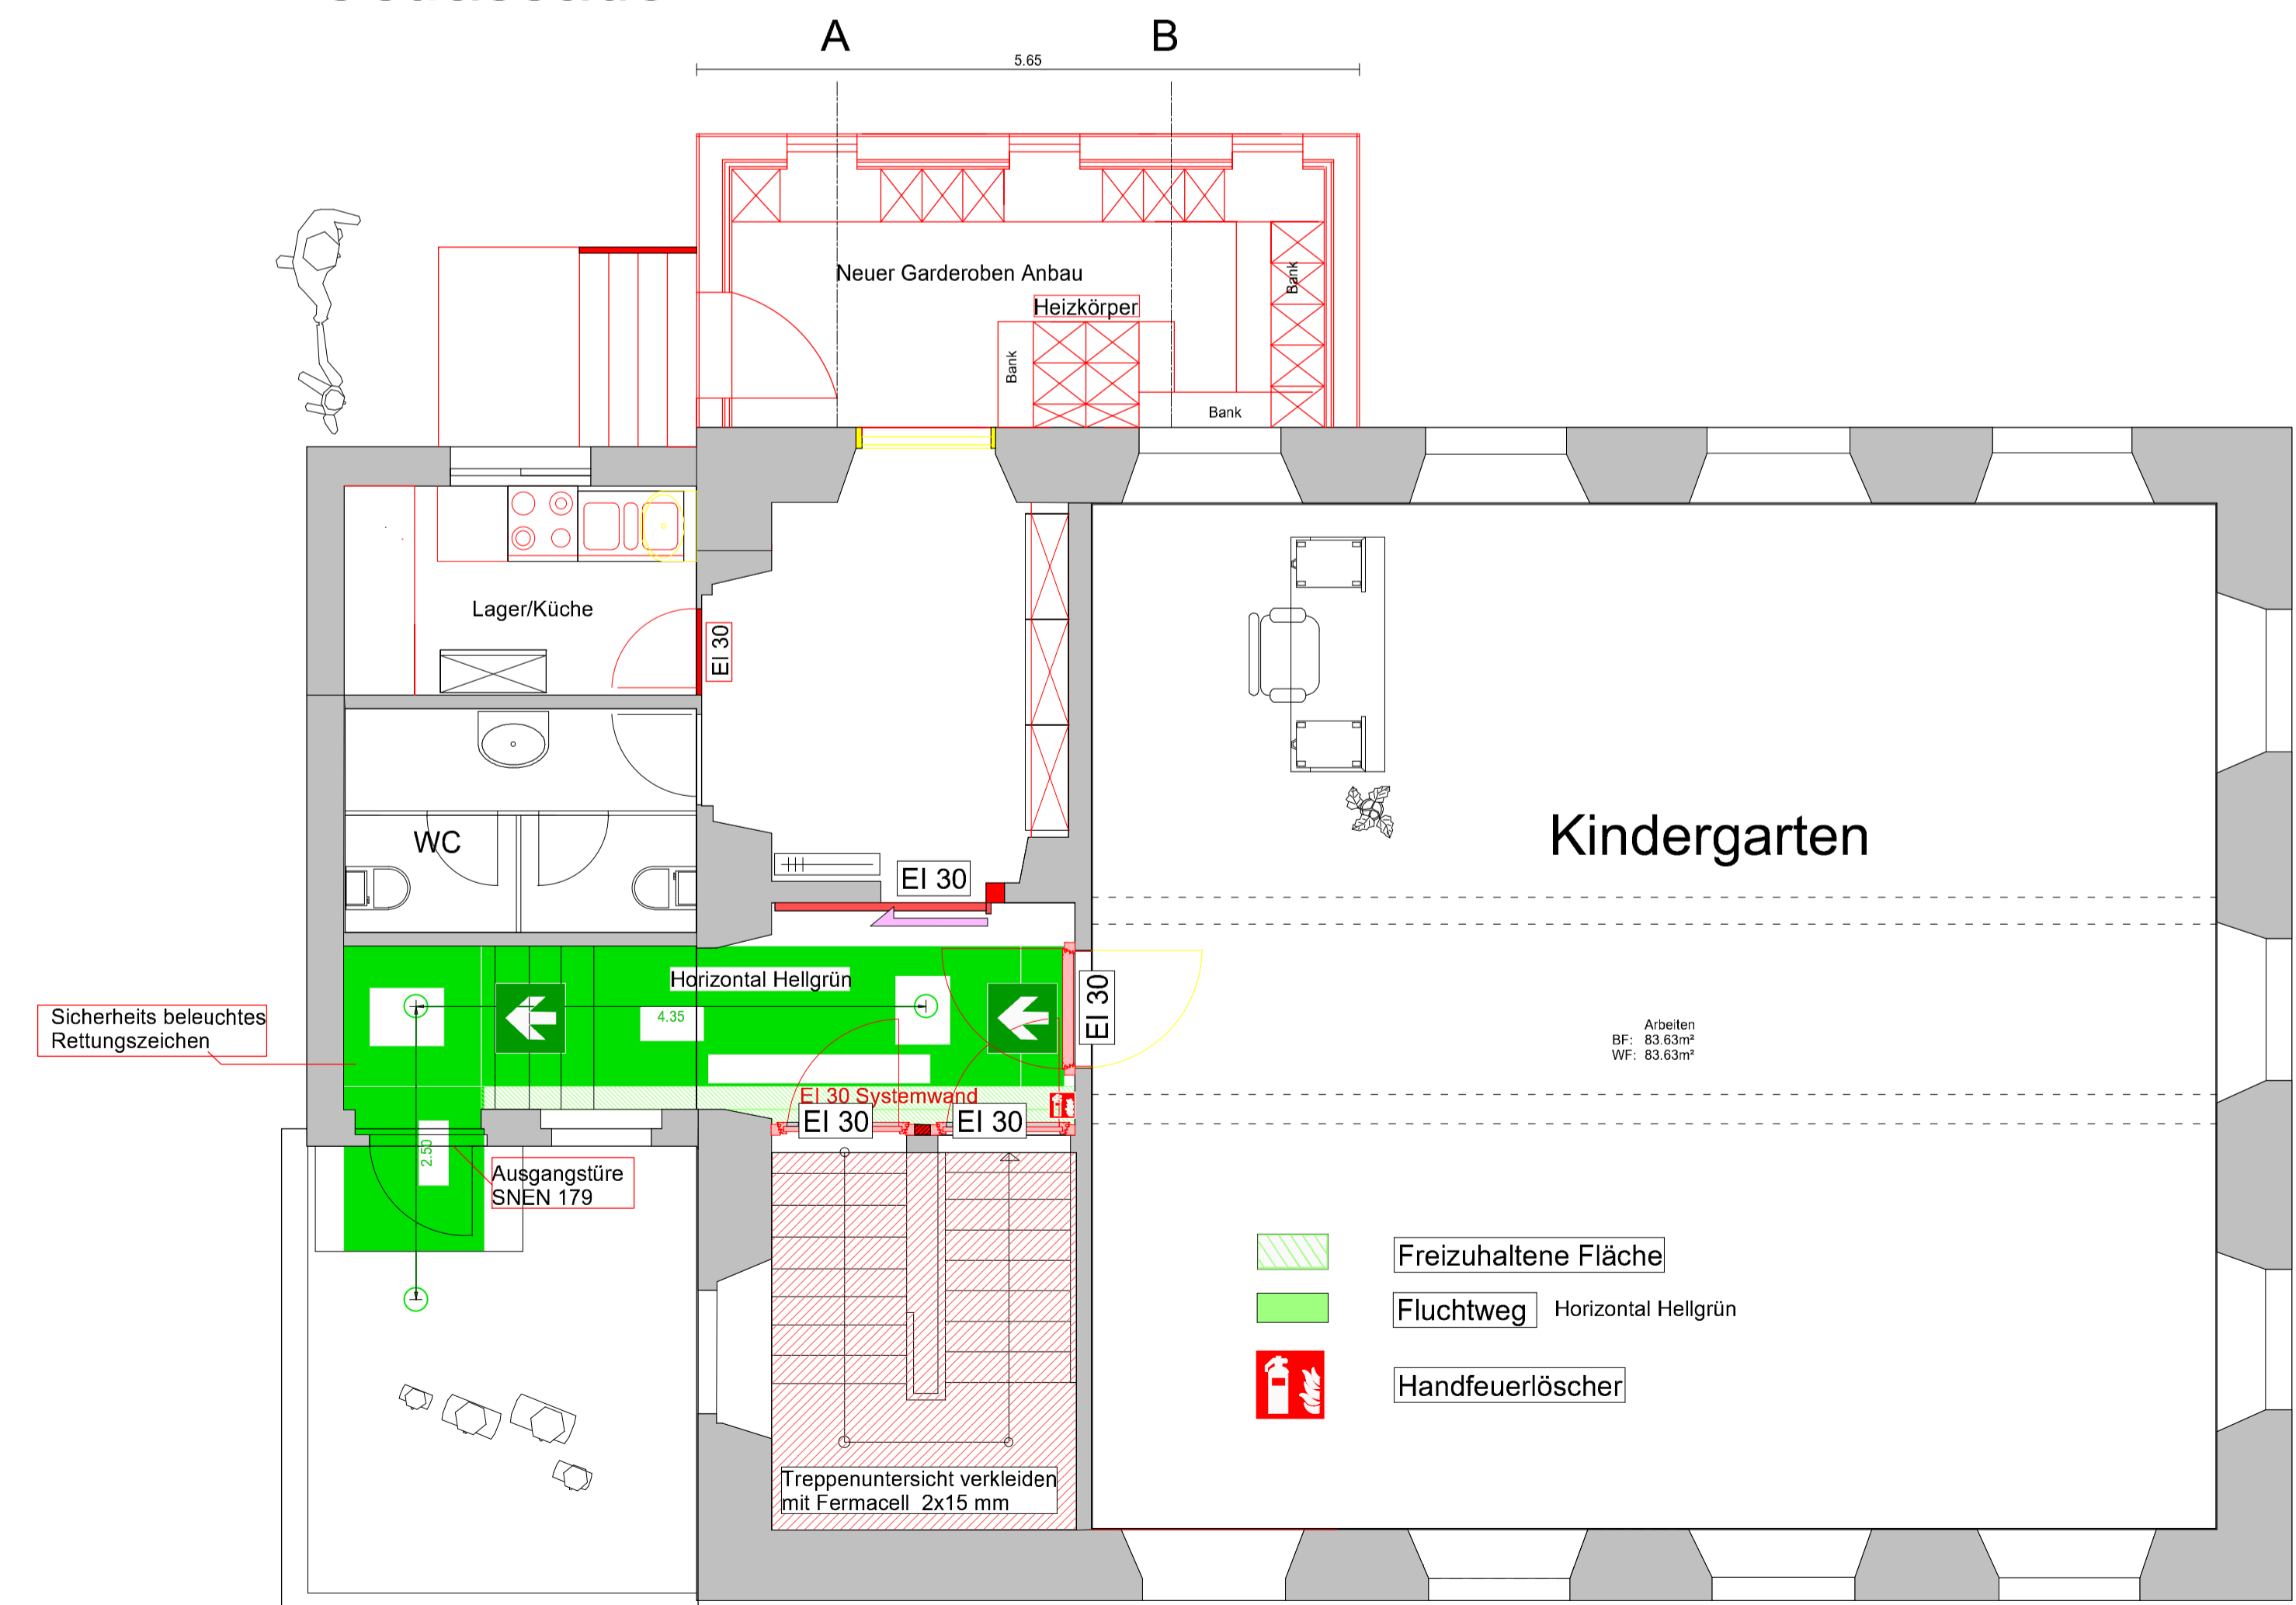 A
B
5.65
Neuer Garderoben Anbau
Heizkörper
Bank
Bank
Bank
Lager/Küche
EI 30
WC
EI 30
Kindergarten
Horizontal Hellgrün
4.35
EI 30
Sicherheits beleuchtes
Rettungszeichen
Arbeiten
BF: 83.63m²
WF: 83.63m²
EI 30 Systemwand
EI 30
EI 30
2.50
Ausgangstüre
SNEN 179
Freizuhaltene Fläche
Fluchtweg
Horizontal Hellgrün
Handfeuerlöscher
Treppenuntersicht verkleiden
mit Fermacell 2x15 mm